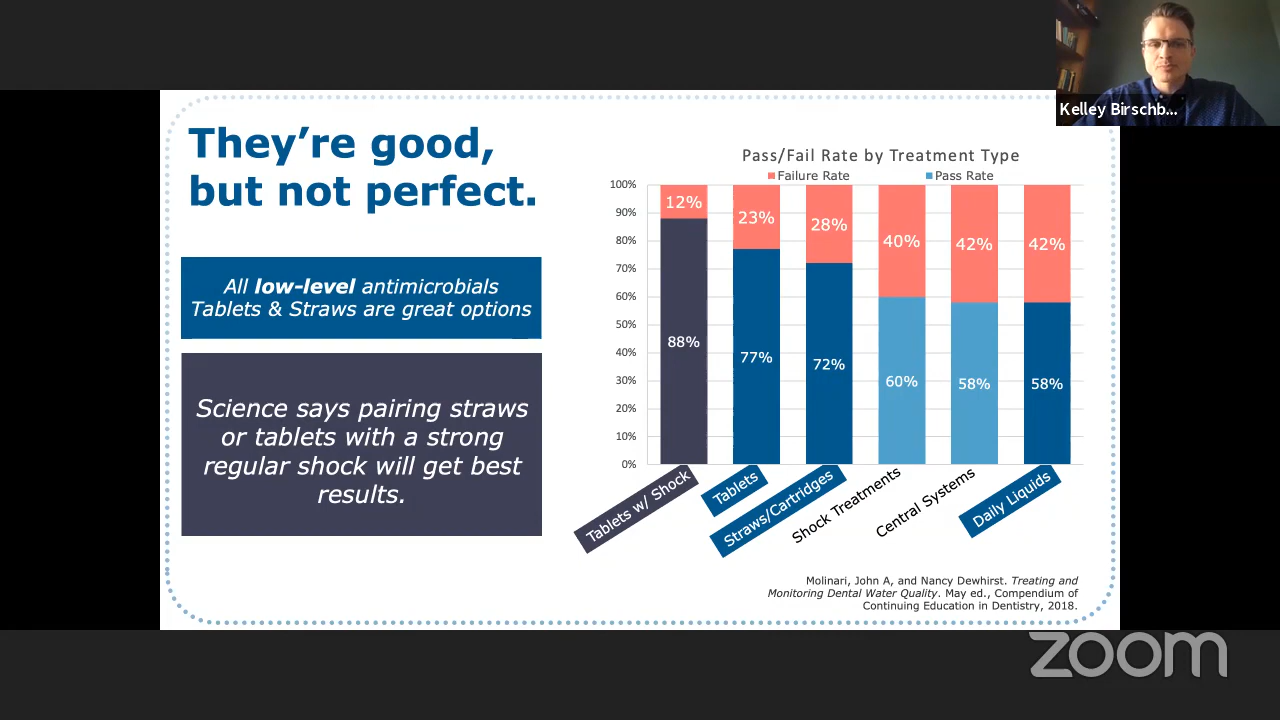 They're good,
but not perfect.
All low-level antimicrobials
Tablets & Straws are great options
Science says pairing straws
or tablets with a strong
regular shock will get best
results.
Pass/Fail Rate by Treatment Type
Failure Rate
Pass Rate
100%
90%
80%
70%
60%
50%
40%
30%
20%
10%
0%
12%
23%
28%
40%
42%
42%
88%
77%
72%
60%
58%
58%
Tablets w/ Shock
Tablets
Straws/Cartridges
Shock Treatments
Central Systems
Daily Liquids
Molinari, John A, and Nancy Dewhirst. Treating and
Monitoring Dental Water Quality. May ed., Compendium of
Continuing Education in Dentistry, 2018.
Kelley Birschb...
zoom